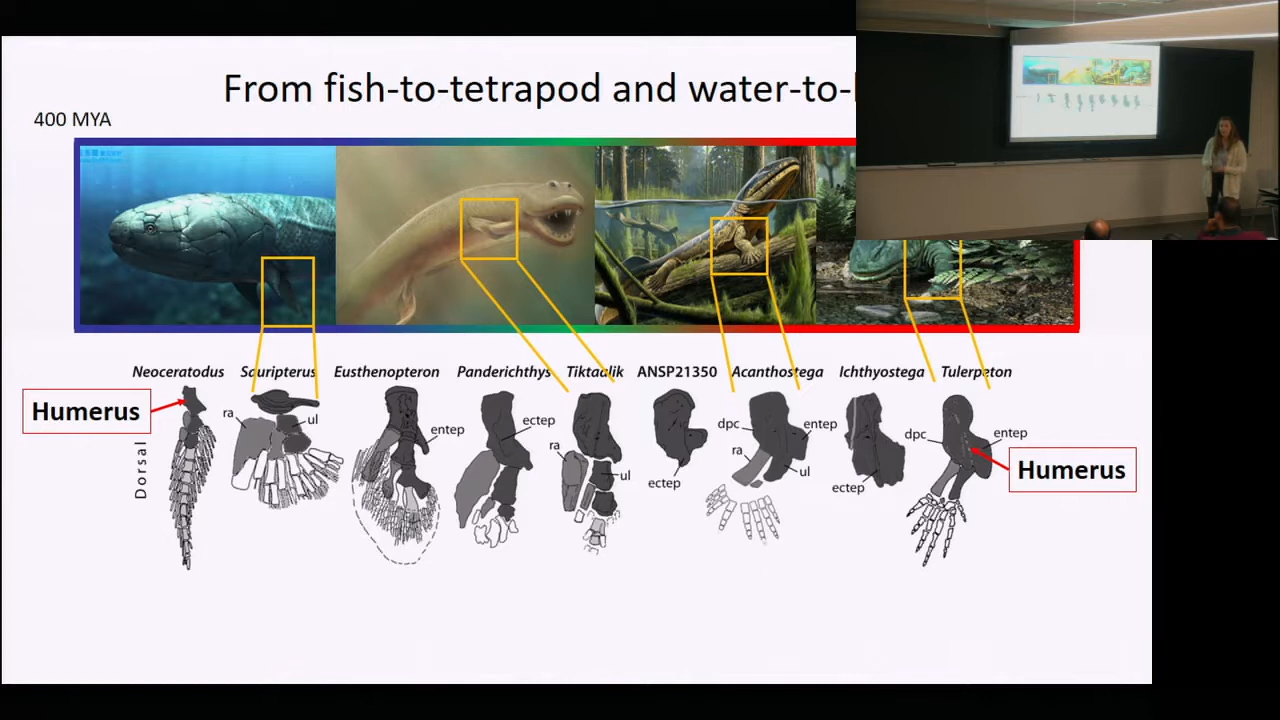 From fish-to-tetrapod and water-to-
400 MYA
Neoceratodus Sauripterus Eusthenopteron Panderichthys Tiktaalik ANSP21350 Acanthostega Ichthyostega Tulerpeton
Humerus
Dorsal
ra
ul
entep
ectep
ra
ul
ectep
dpc
ra
entep
ul
ectep
dpc
entep
Humerus